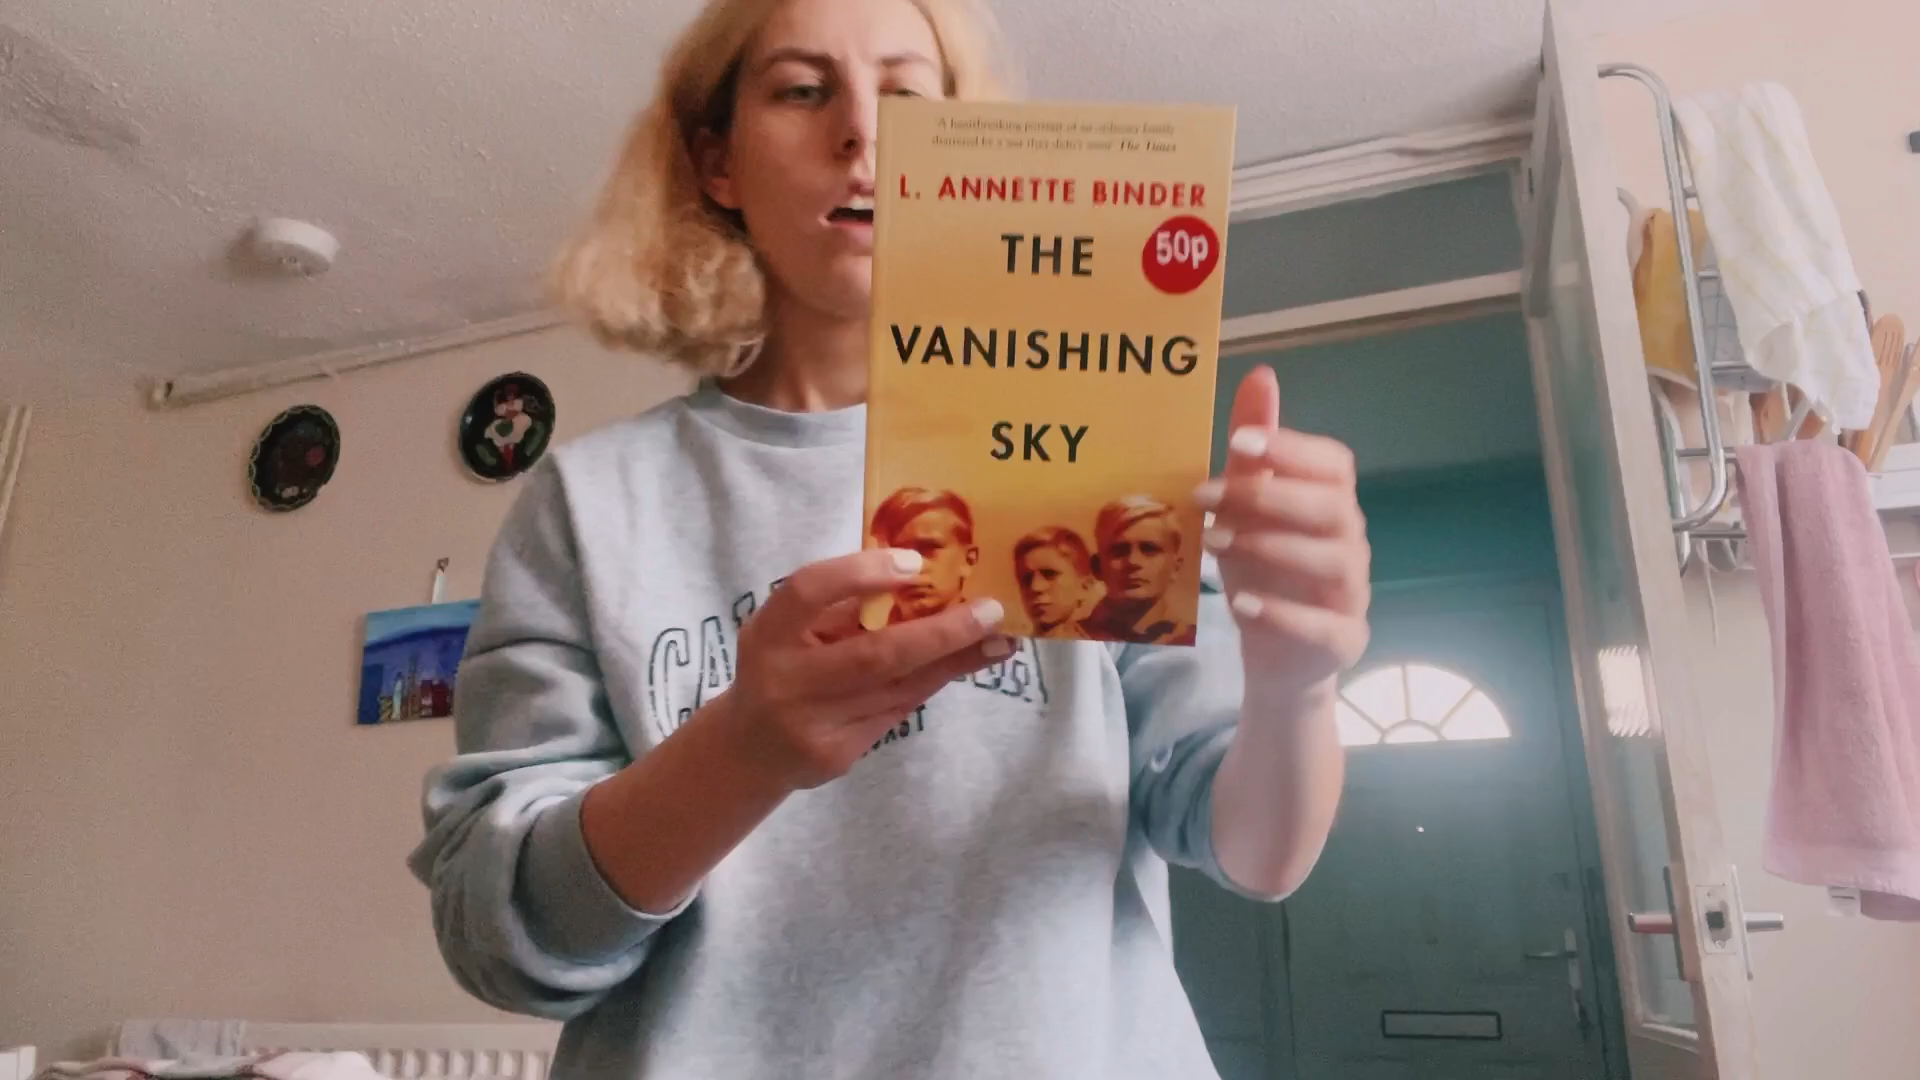 'A heartbreaking portrait of an ordinary family
destroyed by a war they didn't want' The Times
L. ANNETTE BINDER
THE
50p
VANISHING
SKY